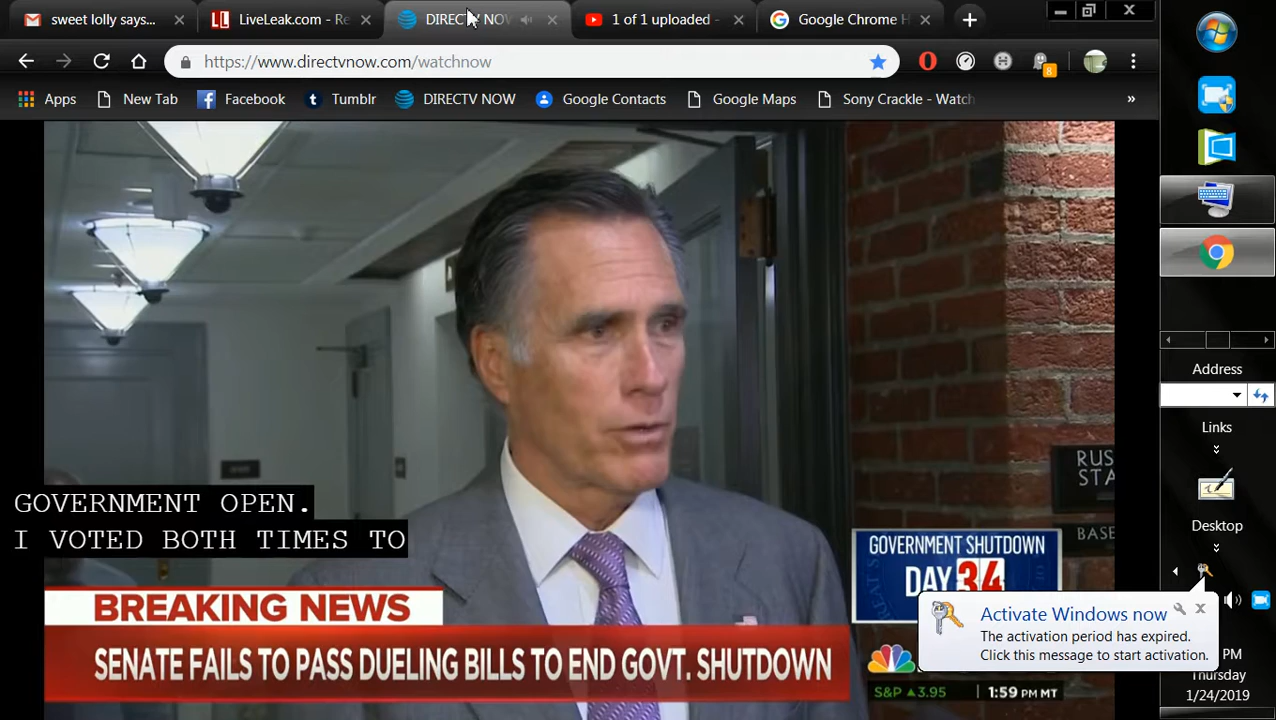 sweet lolly says...
LiveLeak.com - Re
DIRECTV NOW
1 of 1 uploaded -
Google Chrome H
https://www.directvnow.com/watchnow
8
Apps
New Tab
Facebook
Tumblr
DIRECTV NOW
Google Contacts
Google Maps
Sony Crackle - Watch
»
GOVERNMENT OPEN.
I VOTED BOTH TIMES TO
BREAKING NEWS
SENATE FAILS TO PASS DUELING BILLS TO END GOVT. SHUTDOWN
RUS
STA
BASE
GOVERNMENT SHUTDOWN
DAY 34
S&P ▲3.95
1:59 PM MT
Address
Links
Desktop
Activate Windows now
The activation period has expired.
Click this message to start activation.
PM
Thursday
1/24/2019